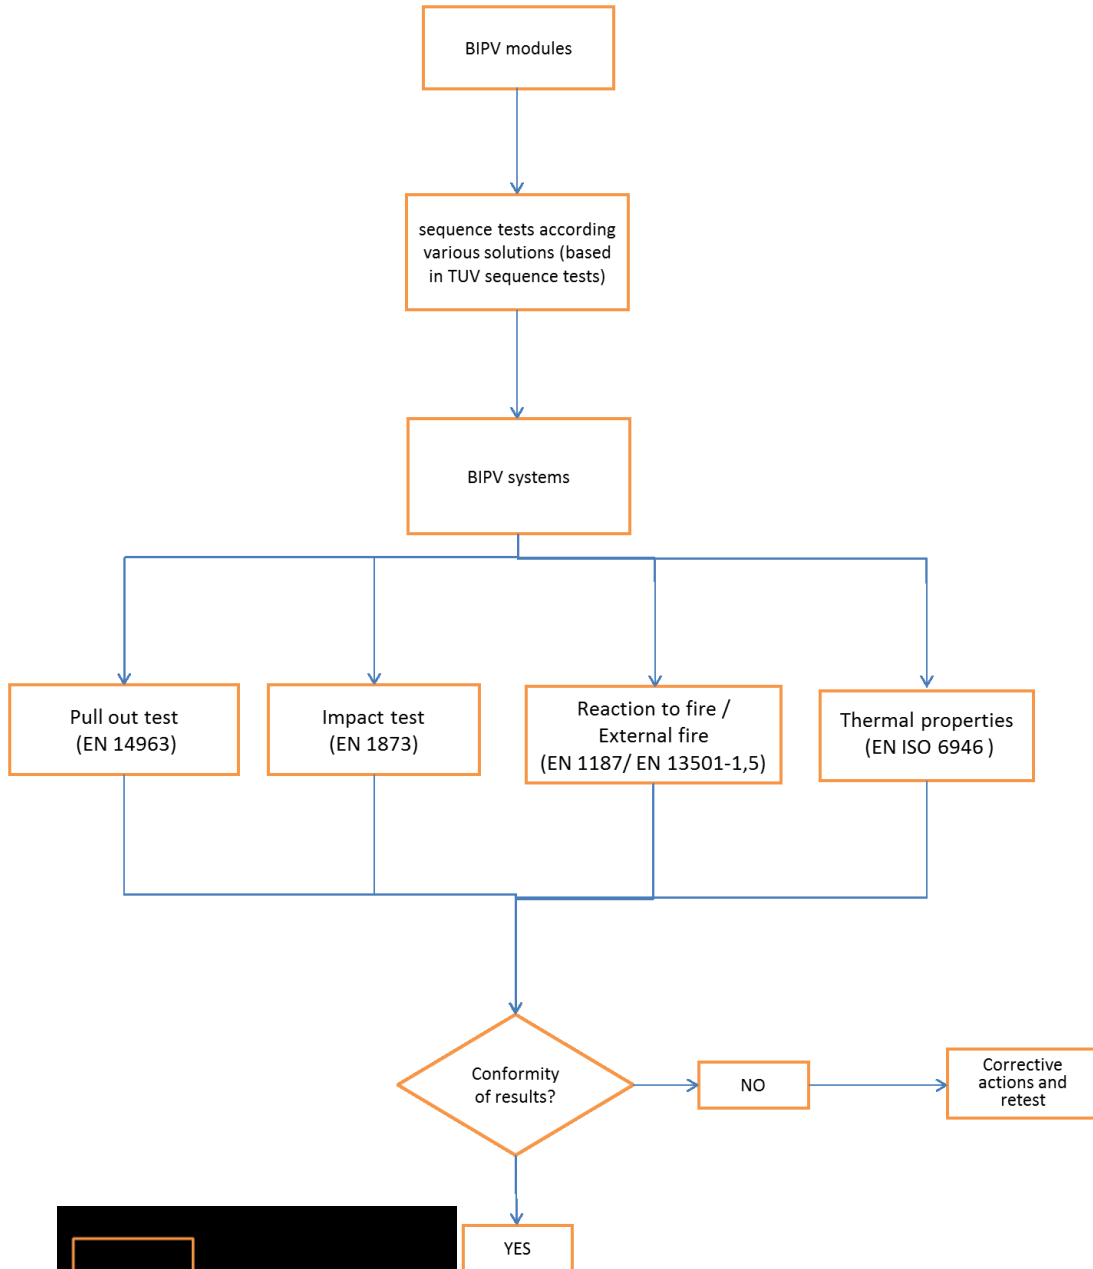 BIPV modules
sequence tests according
various solutions (based
in TUV sequence tests)
BIPV systems
Pull out test
(EN 14963)
Impact test
(EN 1873)
Reaction to fire /
External fire
(EN 1187/ EN 13501-1,5)
Thermal properties
(EN ISO 6946 )
Conformity
of results?
NO
Corrective
actions and
retest
YES